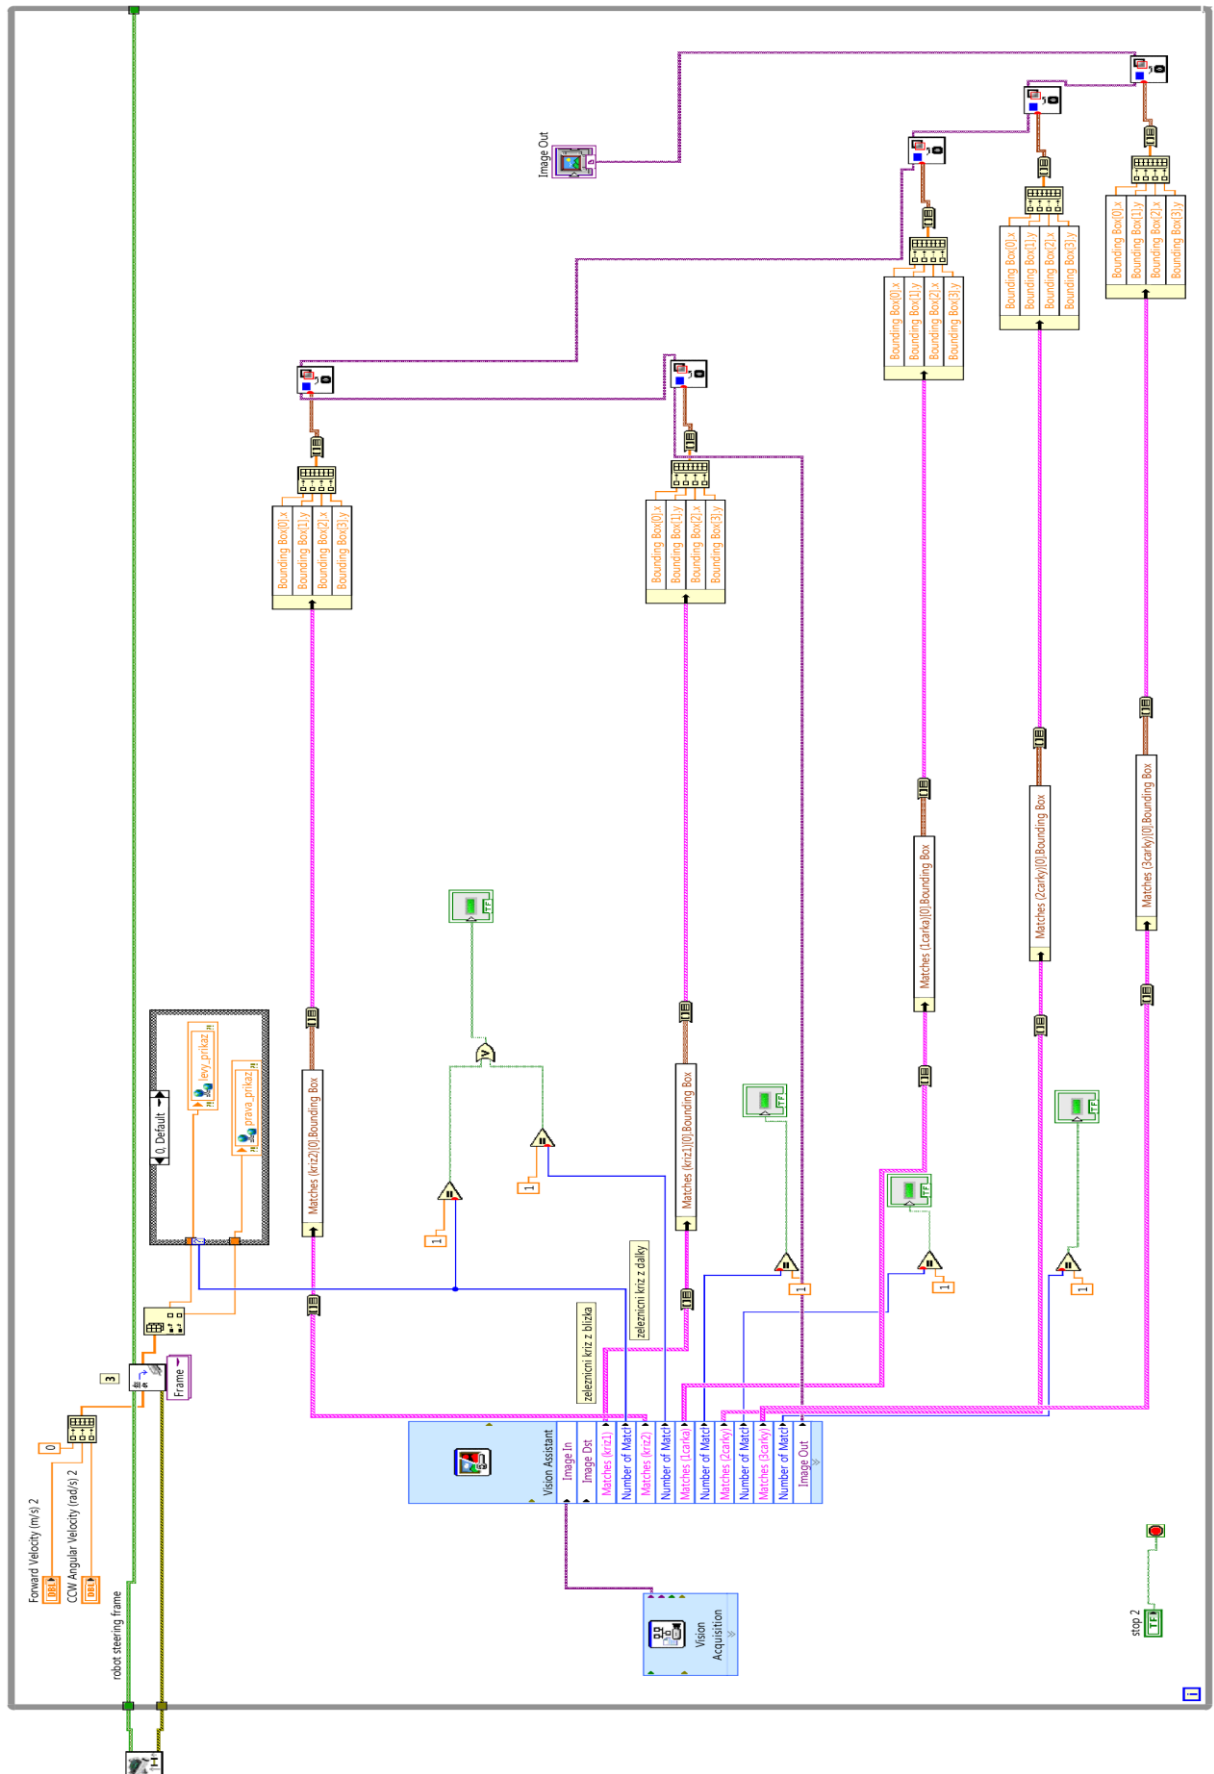 Forward Velocity (m/s) 2
DBL
0
CCW Angular Velocity (rad/s) 2
DBL
3
robot steering frame
Frame
0, Default
levy_prikaz
prava_prikaz
Matches (kriz2)[0].Bounding Box
Bounding Box[0].x
Bounding Box[1].y
Bounding Box[2].x
Bounding Box[3].y
1
1
TF
Image Out
zeleznicni kriz z blizka
zeleznicni kriz z dalky
Vision Assistant
Image In
Image Dst
Matches (kriz1)
Number of Match
Matches (kriz2)
Number of Match
Matches (1carka)
Number of Match
Matches (2carky)
Number of Match
Matches (3carky)
Number of Match
Image Out
Vision
Acquisition
Matches (kriz1)[0].Bounding Box
Bounding Box[0].x
Bounding Box[1].y
Bounding Box[2].x
Bounding Box[3].y
1
TF
Matches (1carka)[0].Bounding Box
Bounding Box[0].x
Bounding Box[1].y
Bounding Box[2].x
Bounding Box[3].y
1
TF
Matches (2carky)[0].Bounding Box
Bounding Box[0].x
Bounding Box[1].y
Bounding Box[2].x
Bounding Box[3].y
1
TF
Matches (3carky)[0].Bounding Box
Bounding Box[0].x
Bounding Box[1].y
Bounding Box[2].x
Bounding Box[3].y
stop 2
TF
i